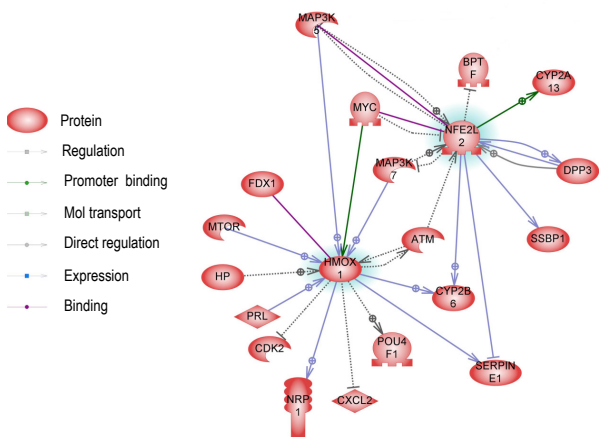 MAP3K
5
BPT
F
CYP2A
13
MYC
NFE2L
2
Protein
Regulation
Promoter binding
Mol transport
Direct regulation
Expression
Binding
MAP3K
7
DPP3
FDX1
MTOR
ATM
SSBP1
HP
HMOX
1
CYP2B
6
PRL
CDK2
POU4
F1
SERPIN
E1
NRP
1
CXCL2